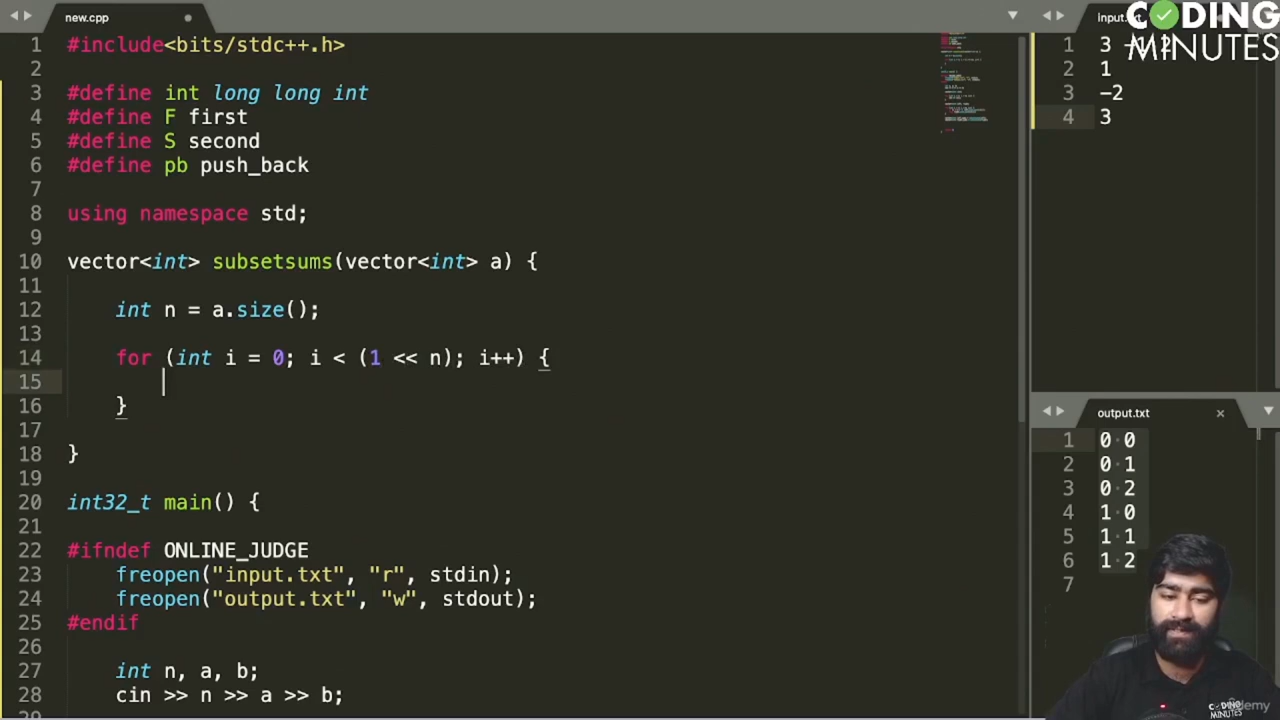 new.cpp
1 #include<bits/stdc++.h>
2
3 #define int long long int
4 #define F first
5 #define S second
6 #define pb push_back
7
8 using namespace std;
9
10 vector<int> subsetsums(vector<int> a) {
11
12 int n = a.size();
13
14 for (int i = 0; i < (1 << n); i++) {
15
16 }
17
18 }
19
20 int32_t main() {
21
22 #ifndef ONLINE_JUDGE
23 freopen("input.txt", "r", stdin);
24 freopen("output.txt", "w", stdout);
25 #endif
26
27 int n, a, b;
28 cin >> n >> a >> b;
29
input.txt
CODING
MINUTES
1 3
2 1
3 -2
4 3
output.txt
1 0 0
2 0 1
3 0 2
4 1 0
5 1 1
6 1 2
7
CODING
MINUTES